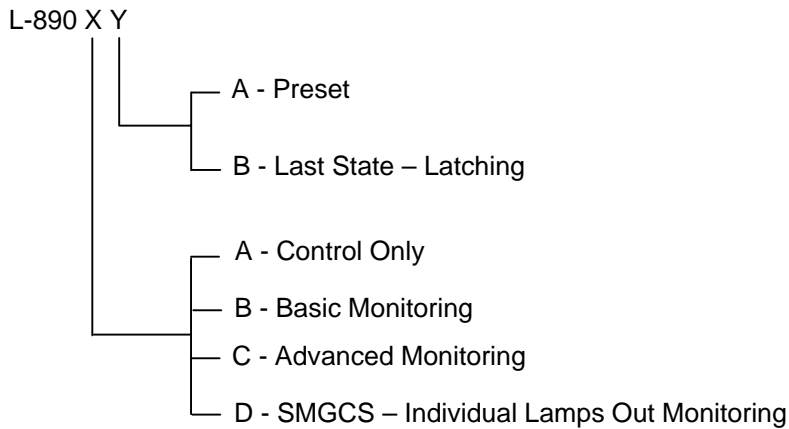 L-890 X Y
A - Preset
B - Last State – Latching
A - Control Only
B - Basic Monitoring
C - Advanced Monitoring
D - SMGCS – Individual Lamps Out Monitoring